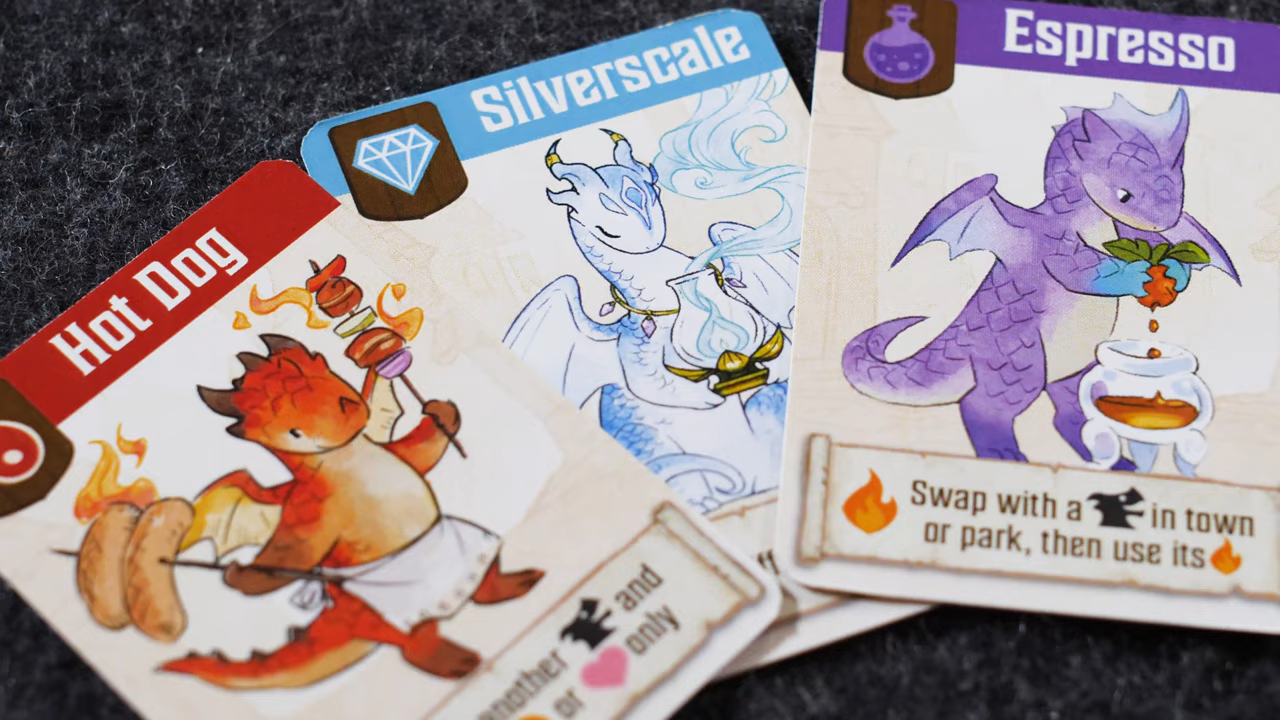 Hot Dog
another and
or only
Silverscale
Espresso
Swap with a in town
or park, then use its